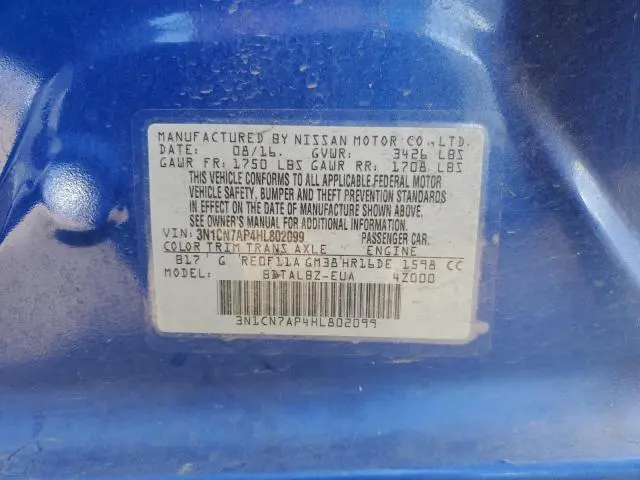 MANUFACTURED BY NISSAN MOTOR CO.,LTD.
DATE: 08/16. GVWR: 3426 LBS
GAWR FR: 1750 LBS GAWR RR: 1708 LBS
THIS VEHICLE CONFORMS TO ALL APPLICABLE FEDERAL MOTOR
VEHICLE SAFETY, BUMPER AND THEFT PREVENTION STANDARDS
IN EFFECT ON THE DATE OF MANUFACTURE SHOWN ABOVE.
SEE OWNER'S MANUAL FOR ADDITIONAL INFORMATION.
VIN: 3N1CN7AP4HL802099 PASSENGER CAR.
COLOR TRIM TRANS AXLE ENGINE
B17 G RE0F11A GM38 HR16DE 1598 CC
MODEL: BDTALBZ-EUA 4Z000
3N1CN7AP4HL802099